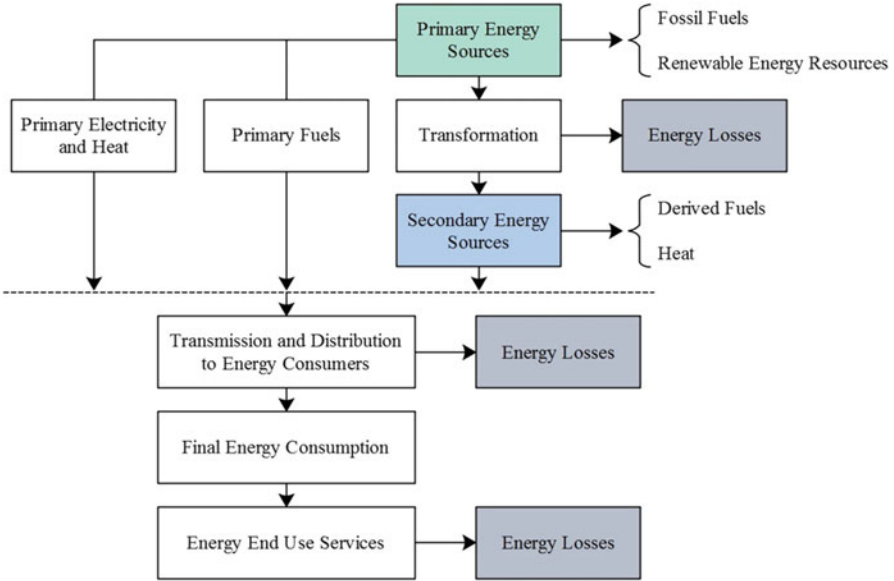 Primary Energy
Sources
Fossil Fuels
Renewable Energy Resources
Primary Electricity
and Heat
Primary Fuels
Transformation
Energy Losses
Secondary Energy
Sources
Derived Fuels
Heat
Transmission and Distribution
to Energy Consumers
Energy Losses
Final Energy Consumption
Energy End Use Services
Energy Losses